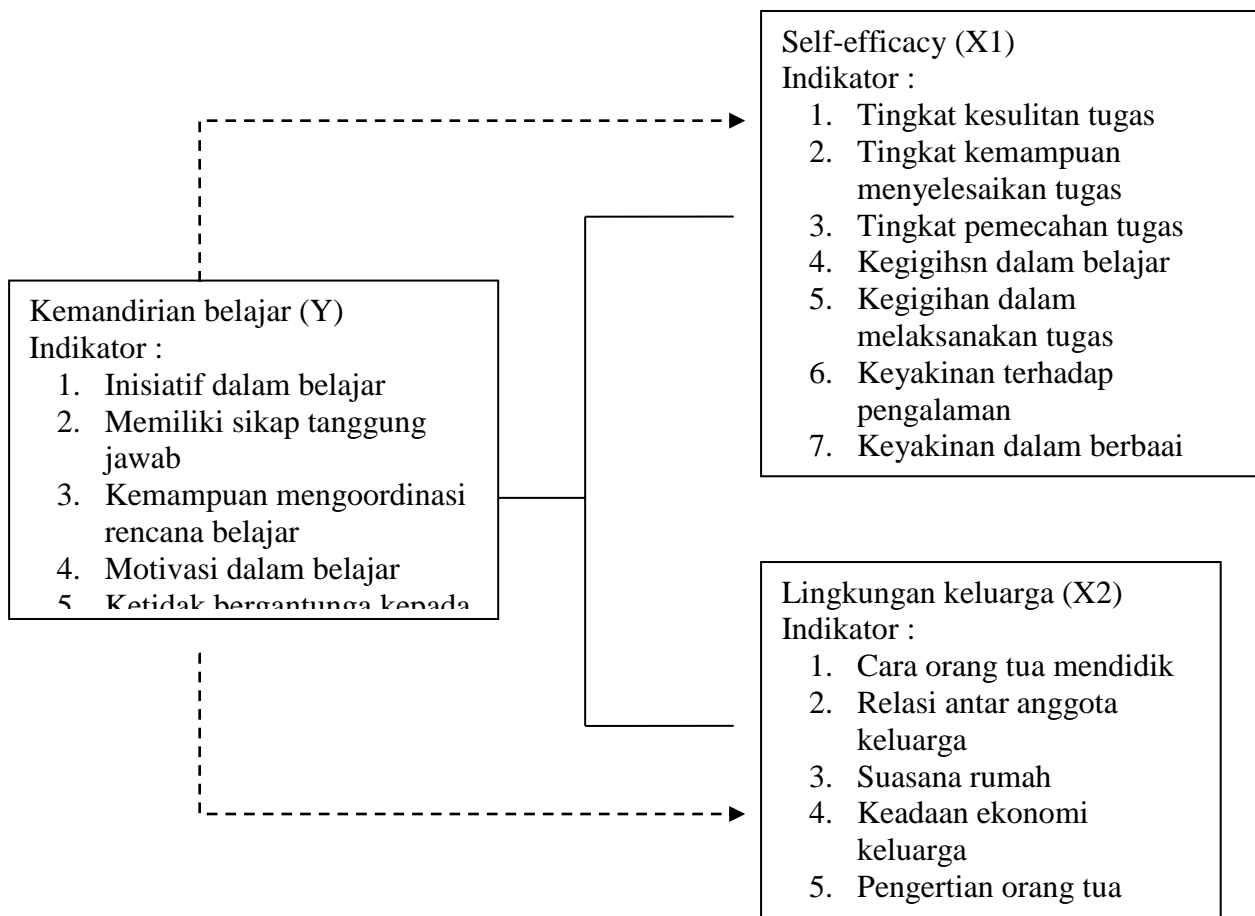 Self-efficacy (X1)
Indikator :
1. Tingkat kesulitan tugas
2. Tingkat kemampuan
menyelesaikan tugas
3. Tingkat pemecahan tugas
4. Kegigihsn dalam belajar
5. Kegigihan dalam
melaksanakan tugas
6. Keyakinan terhadap
pengalaman
7. Keyakinan dalam berbaai
Kemandirian belajar (Y)
Indikator :
1. Inisiatif dalam belajar
2. Memiliki sikap tanggung
jawab
3. Kemampuan mengoordinasi
rencana belajar
4. Motivasi dalam belajar
5. Ketidak bergantunga kepada
Lingkungan keluarga (X2)
Indikator :
1. Cara orang tua mendidik
2. Relasi antar anggota
keluarga
3. Suasana rumah
4. Keadaan ekonomi
keluarga
5. Pengertian orang tua